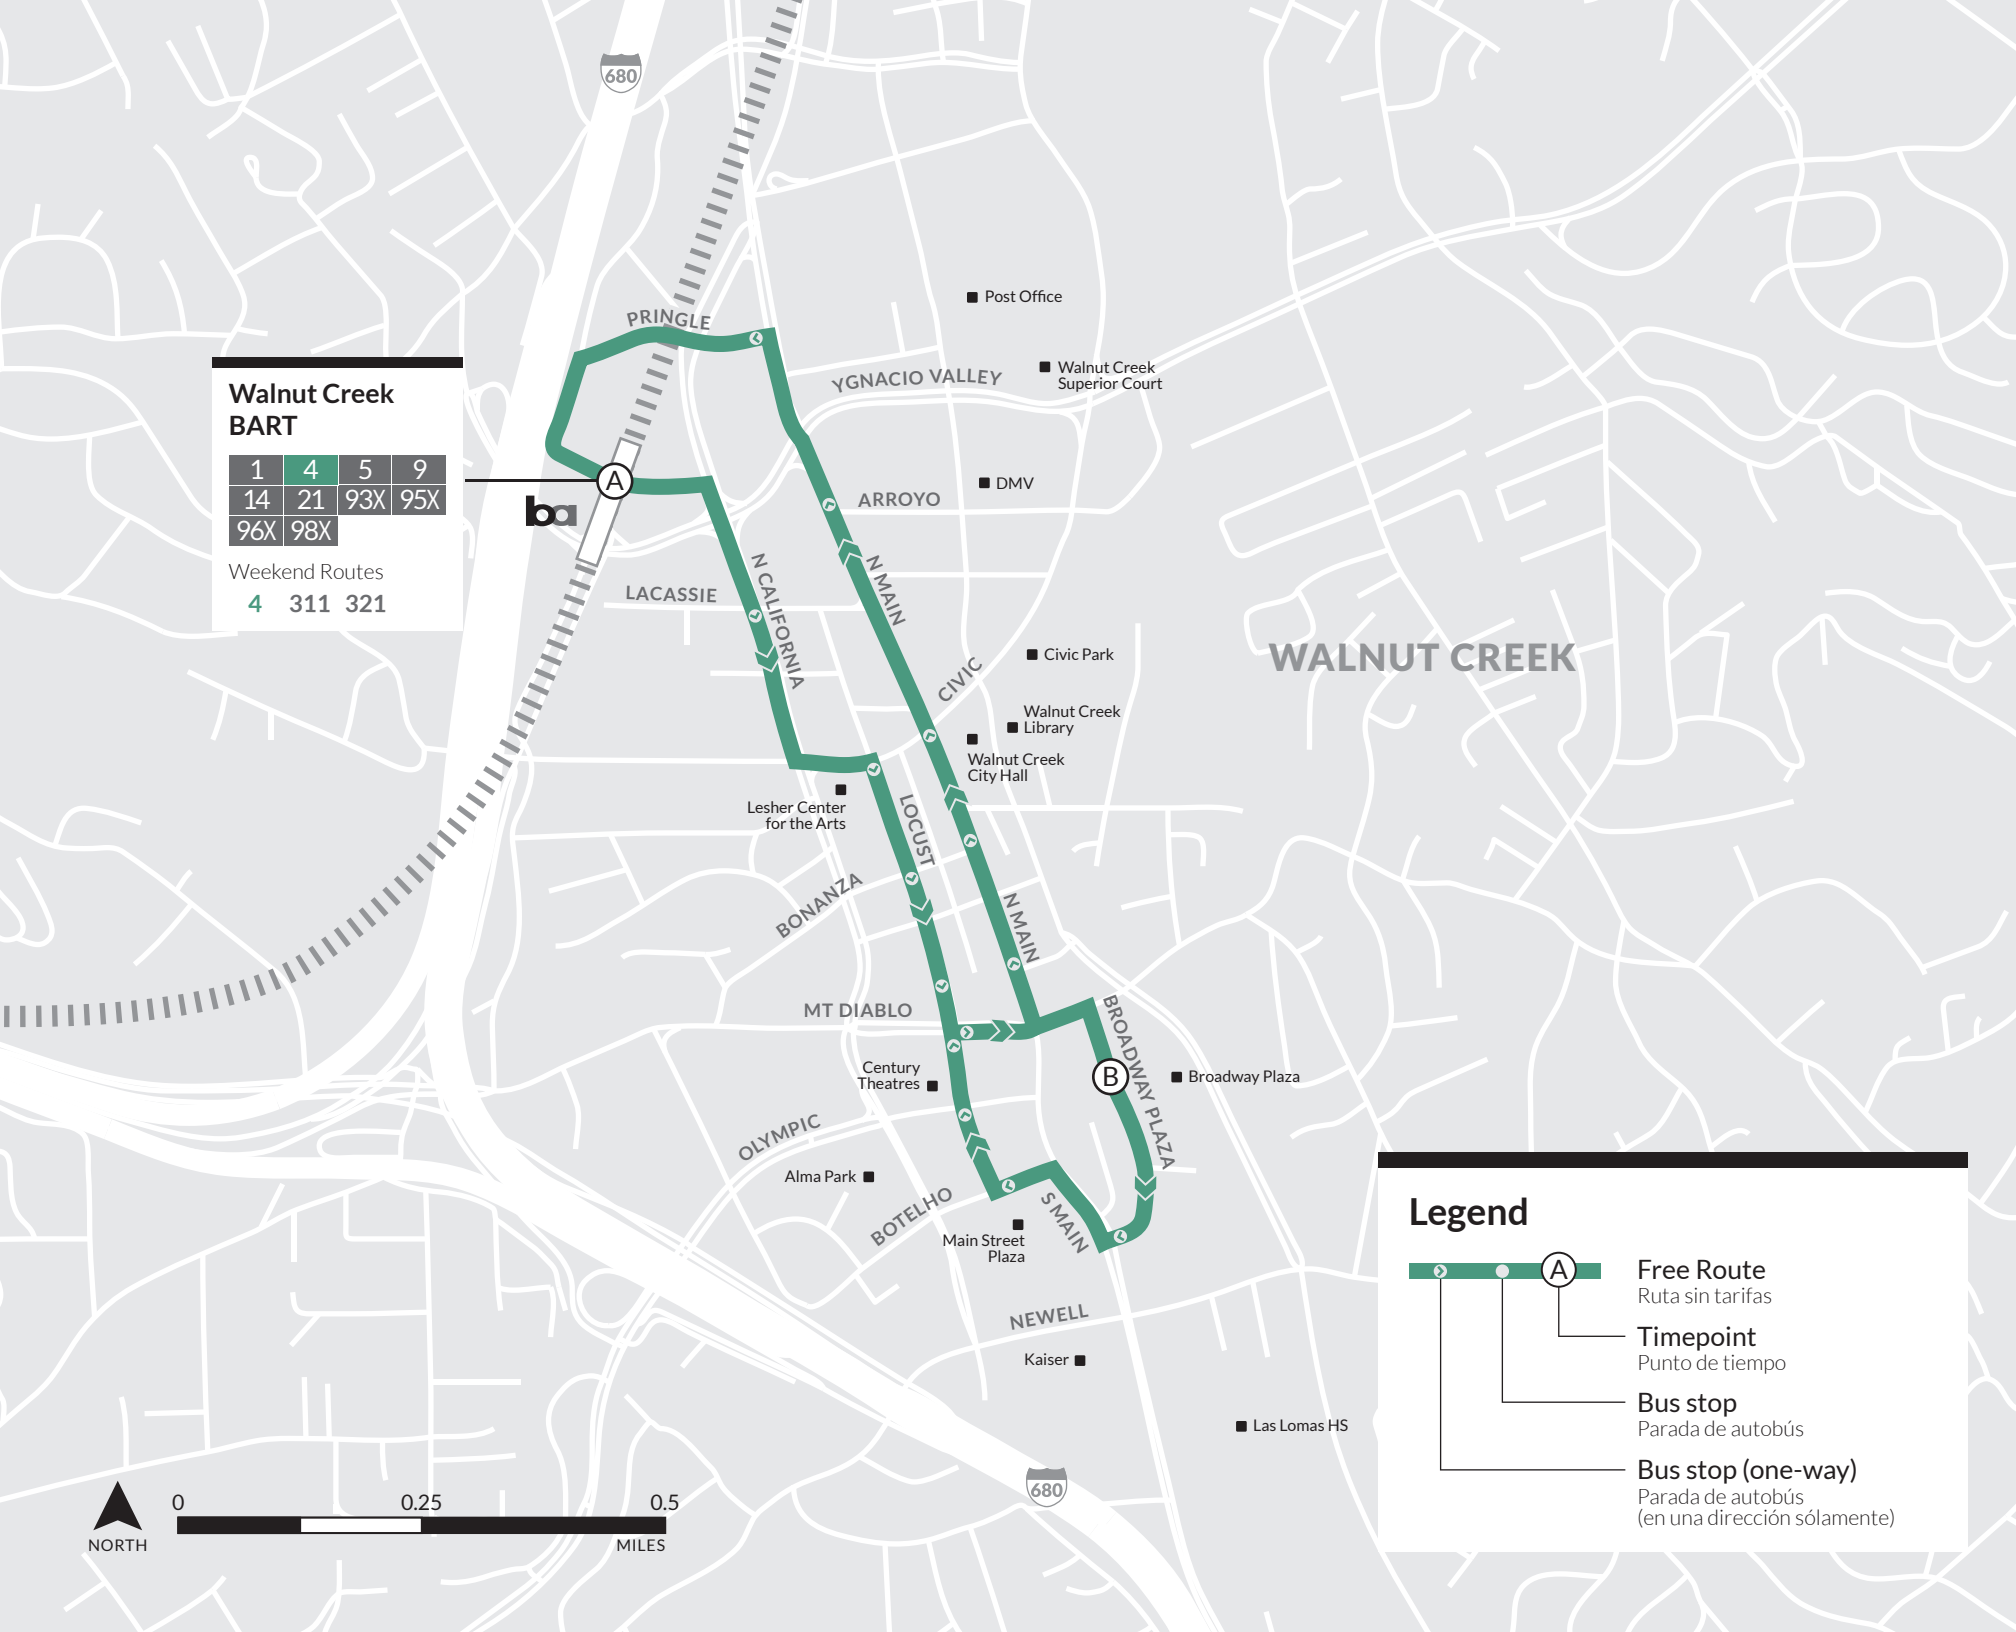 680
PRINGLE
Post Office
Walnut Creek
Superior Court
YGNACIO VALLEY
Walnut Creek
BART
1 4 5 9
14 21 93X 95X
96X 98X
Weekend Routes
4 311 321
A
ba
DMV
ARROYO
N MAIN
N CALIFORNIA
LACASSIE
CIVIC
Civic Park
WALNUT CREEK
Walnut Creek
Library
Walnut Creek
City Hall
Lesher Center
for the Arts
LOCUST
BONANZA
N MAIN
MT DIABLO
BROADWAY PLAZA
Century
Theatres
B
Broadway Plaza
OLYMPIC
Alma Park
BOTELHO
S MAIN
Main Street
Plaza
NEWELL
Kaiser
Las Lomas HS
680
0 0.25 0.5
MILES
NORTH
Legend
A
Free Route
Ruta sin tarifas
Timepoint
Punto de tiempo
Bus stop
Parada de autobús
Bus stop (one-way)
Parada de autobús
(en una dirección sólamente)